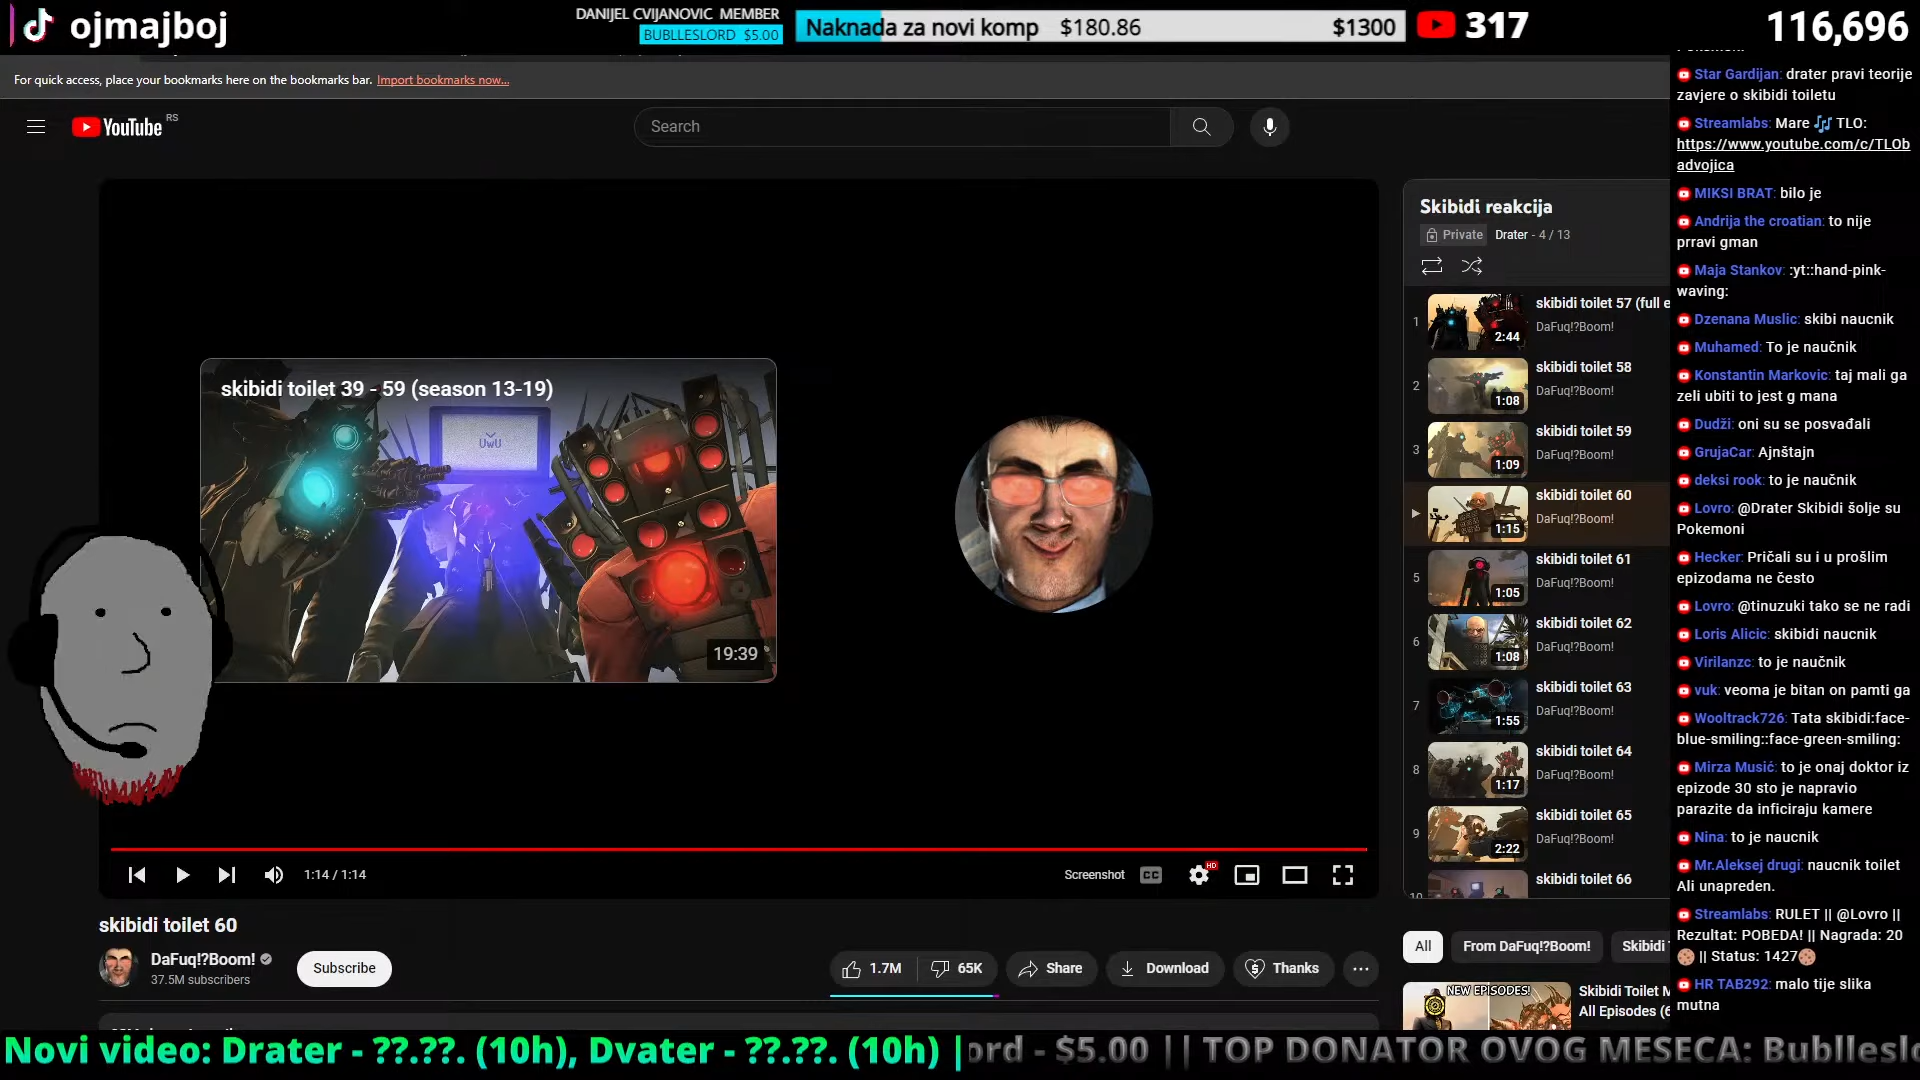 ojmajboj
DANIJEL CVIJANOVIC MEMBER
BUBLLESLORD $5.00
Naknada za novi komp $180.86 $1300
317
116,696
For quick access, place your bookmarks here on the bookmarks bar. Import bookmarks now...
YouTube RS
Search
skibidi toilet 39 - 59 (season 13-19)
UwU
19:39
1:14 / 1:14
Screenshot
CC
HD
skibidi toilet 60
DaFuq!?Boom!
37.5M subscribers
Subscribe
1.7M
65K
Share
Download
Thanks
Skibidi reakcija
Private Drater - 4 / 13
1
skibidi toilet 57 (full e
DaFuq!?Boom!
2:44
2
skibidi toilet 58
DaFuq!?Boom!
1:08
3
skibidi toilet 59
DaFuq!?Boom!
1:09
skibidi toilet 60
DaFuq!?Boom!
1:15
5
skibidi toilet 61
DaFuq!?Boom!
1:05
6
skibidi toilet 62
DaFuq!?Boom!
1:08
7
skibidi toilet 63
DaFuq!?Boom!
1:55
8
skibidi toilet 64
DaFuq!?Boom!
1:17
9
skibidi toilet 65
DaFuq!?Boom!
2:22
skibidi toilet 66
All
From DaFuq!?Boom!
Skibidi
NEW EPISODES!
Skibidi Toilet
All Episodes (6
Star Gardijan: drater pravi teorije
zavjere o skibidi toiletu
Streamlabs: Mare 🎶 TLO:
https://www.youtube.com/c/TLOb
advojica
MIKSI BRAT: bilo je
Andrija the croatian: to nije
prravi gman
Maja Stankov: :yt::hand-pink-
waving:
Dzenana Muslic: skibi naucnik
Muhamed: To je naučnik
Konstantin Markovic: taj mali ga
zeli ubiti to jest g mana
Dudži: oni su se posvađali
GrujaCar: Ajnštajn
deksi rook: to je naučnik
Lovro: @Drater Skibidi šolje su
Pokemoni
Hecker: Pričali su i u prošlim
epizodama ne često
Lovro: @tinuzuki tako se ne radi
Loris Alicic: skibidi naucnik
Virilanzc: to je naučnik
vuk: veoma je bitan on pamti ga
Wooltrack726: Tata skibidi:face-
blue-smiling::face-green-smiling:
Mirza Musić: to je onaj doktor iz
epizode 30 sto je napravio
parazite da inficiraju kamere
Nina: to je naucnik
Mr.Aleksej drugi: naucnik toilet
Ali unapreden.
Streamlabs: RULET || @Lovro ||
Rezultat: POBEDA! || Nagrada: 20
🍪 || Status: 1427🍪
HR TAB292: malo tije slika
mutna
Novi video: Drater - ??.??. (10h), Dvater - ??.??. (10h) |
ord - $5.00 || TOP DONATOR OVOG MESECA: Bubllesl